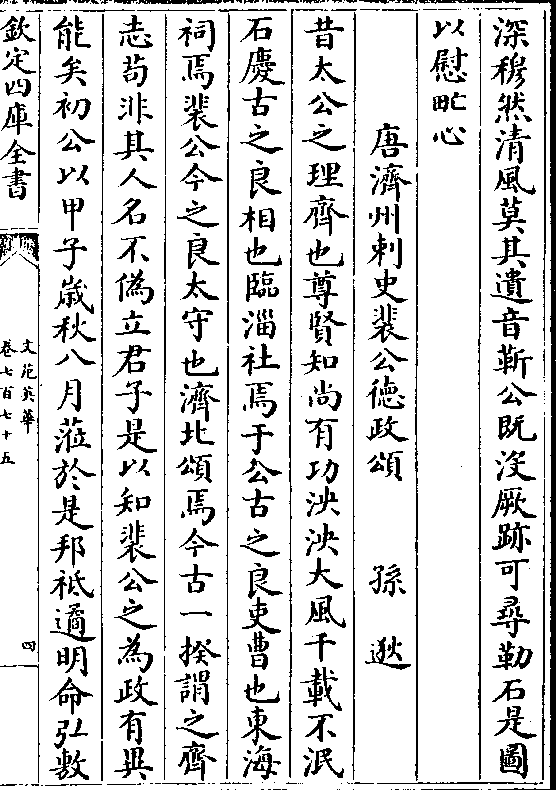 深穆然清風莫其遺音靳公既沒厥跡可尋勒石是圖
以慰甿心
唐濟州刺史裴公德政頌 孫逖
昔太公之理齊也尊賢知尚有功泱泱大風千載不泯
石慶古之良相也臨淄社焉于公古之良吏曹也東海
祠焉裴公今之良太守也濟北頌焉今古一揆謂之齊
志苟非其人名不偽立君子是以知裴公之為政有異
能矣初公以甲子歲秋八月蒞於是邦祗遹明命弘敷
欽定四庫全書
文苑英華
卷七百七十五
四